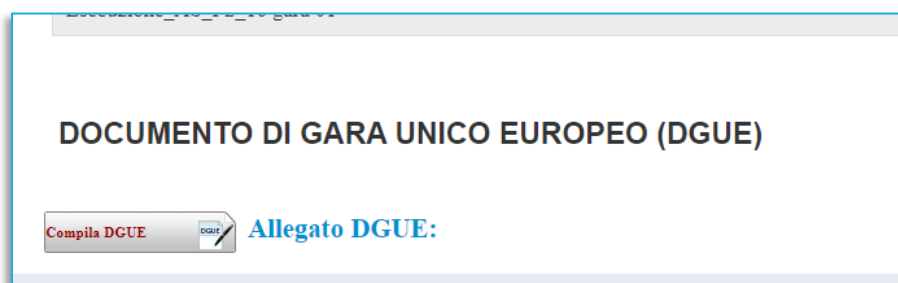 DOCUMENTO DI GARA UNICO EUROPEO (DGUE)
Compila DGUE
DGUE
Allegato DGUE: